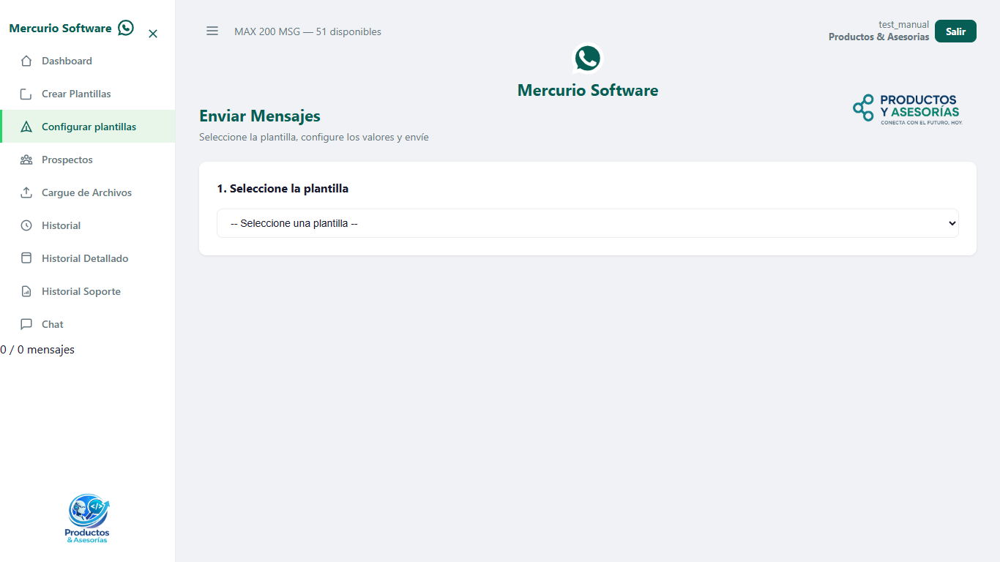 Mercurio Software
Dashboard
Crear Plantillas
Configurar plantillas
Prospectos
Cargue de Archivos
Historial
Historial Detallado
Historial Soporte
Chat
0 / 0 mensajes
Productos
& Asesorías
MAX 200 MSG — 51 disponibles
test_manual
Productos & Asesorias
Salir
Mercurio Software
PRODUCTOS
Y ASESORÍAS
CONECTA CON EL FUTURO, HOY.
Enviar Mensajes
Seleccione la plantilla, configure los valores y envíe
1. Seleccione la plantilla
-- Seleccione una plantilla --